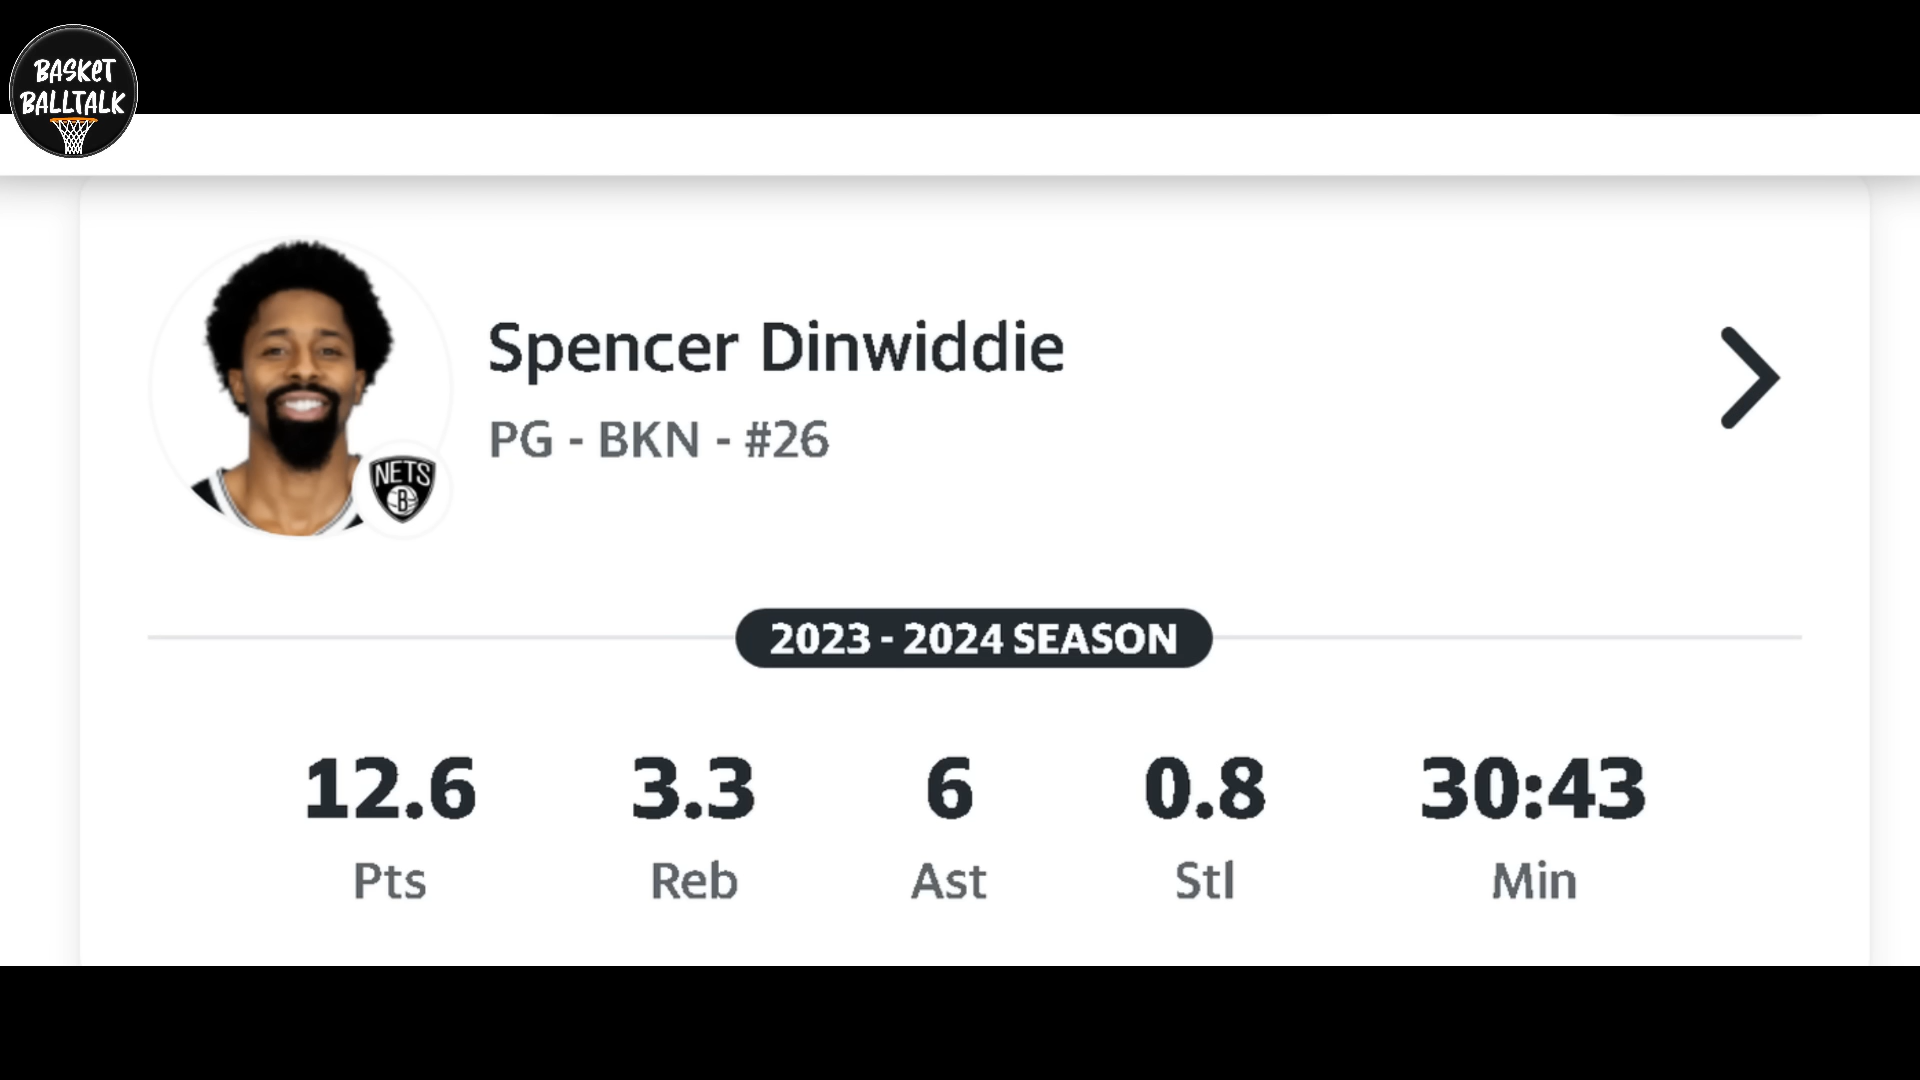 BASKET
BALLTALK
Spencer Dinwiddie
PG - BKN - #26
NETS
B
2023 - 2024 SEASON
12.6 3.3 6 0.8 30:43
Pts Reb Ast Stl Min